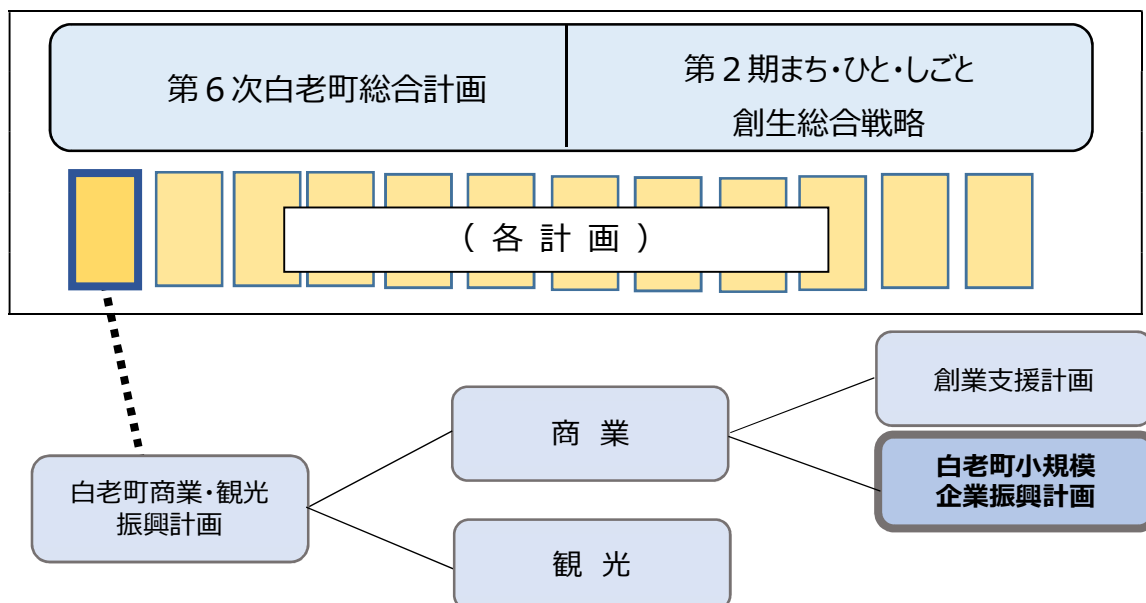 第６次白老町総合計画
第２期まち・ひと・しごと
創生総合戦略
（ 各 計 画 ）
創業支援計画
商 業
白老町小規模
企業振興計画
白老町商業・観光
振興計画
観 光